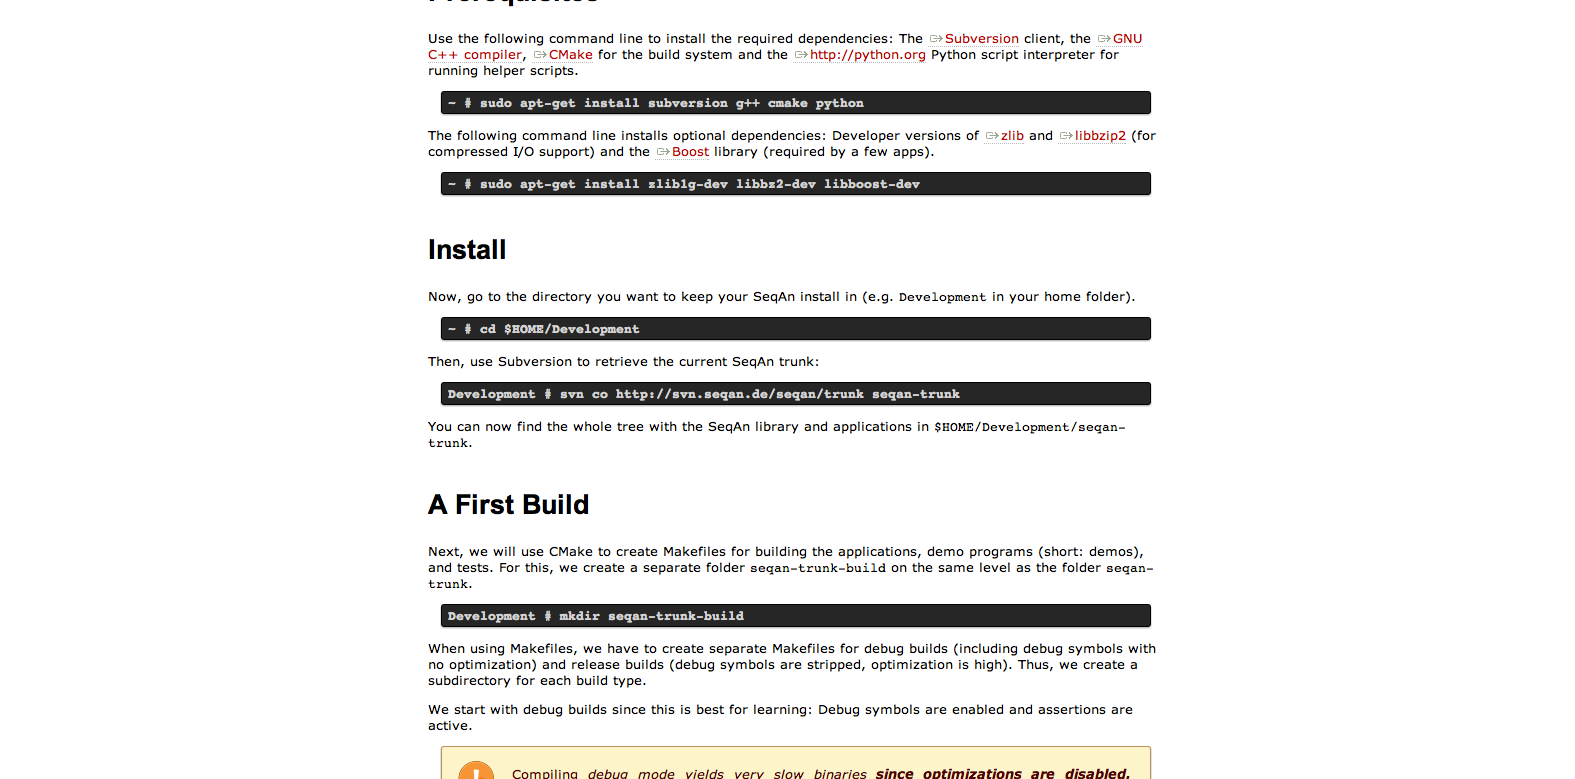 Prerequisites
Use the following command line to install the required dependencies: The Subversion client, the GNU
C++ compiler, CMake for the build system and the http://python.org Python script interpreter for
running helper scripts.
~ # sudo apt-get install subversion g++ cmake python
The following command line installs optional dependencies: Developer versions of zlib and libbzip2 (for
compressed I/O support) and the Boost library (required by a few apps).
~ # sudo apt-get install zlib1g-dev libbz2-dev libboost-dev
Install
Now, go to the directory you want to keep your SeqAn install in (e.g. Development in your home folder).
~ # cd $HOME/Development
Then, use Subversion to retrieve the current SeqAn trunk:
Development # svn co http://svn.seqan.de/seqan/trunk seqan-trunk
You can now find the whole tree with the SeqAn library and applications in $HOME/Development/seqan-
trunk.
A First Build
Next, we will use CMake to create Makefiles for building the applications, demo programs (short: demos),
and tests. For this, we create a separate folder seqan-trunk-build on the same level as the folder seqan-
trunk.
Development # mkdir seqan-trunk-build
When using Makefiles, we have to create separate Makefiles for debug builds (including debug symbols with
no optimization) and release builds (debug symbols are stripped, optimization is high). Thus, we create a
subdirectory for each build type.
We start with debug builds since this is best for learning: Debug symbols are enabled and assertions are
active.
Compiling debug mode yields very slow binaries since optimizations are disabled.